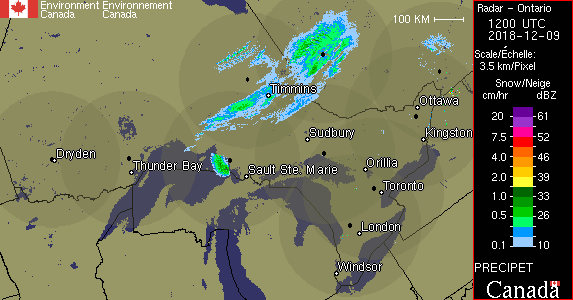 Environment Environnement
Canada Canada
100 KM
Timmins
Ottawa
Sudbury
Kingston
Dryden
Thunder Bay
Sault Ste. Marie
Orillia
Toronto
London
Windsor
Radar - Ontario
1200 UTC
2018-12-09
Scale/Échelle:
3.5 km/Pixel
Snow/Neige
cm/hr dBZ
20 61
7.5 52
4.0 46
2.0 39
1.0 33
0.5 26
0.1 10
PRECIPET
Canada